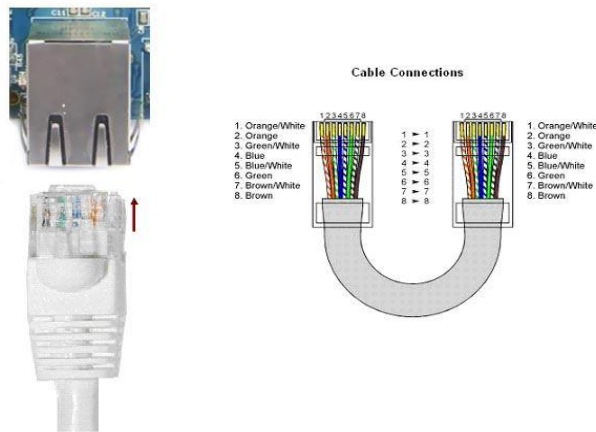 C11
C12
Cable Connections
12345678
12345678
1. Orange/White
2. Orange
3. Green/White
4. Blue
5. Blue/White
6. Green
7. Brown/White
8. Brown
1 ► 1
2 ► 2
3 ► 3
4 ► 4
5 ► 5
6 ► 6
7 ► 7
8 ► 8
1. Orange/White
2. Orange
3. Green/White
4. Blue
5. Blue/White
6. Green
7. Brown/White
8. Brown